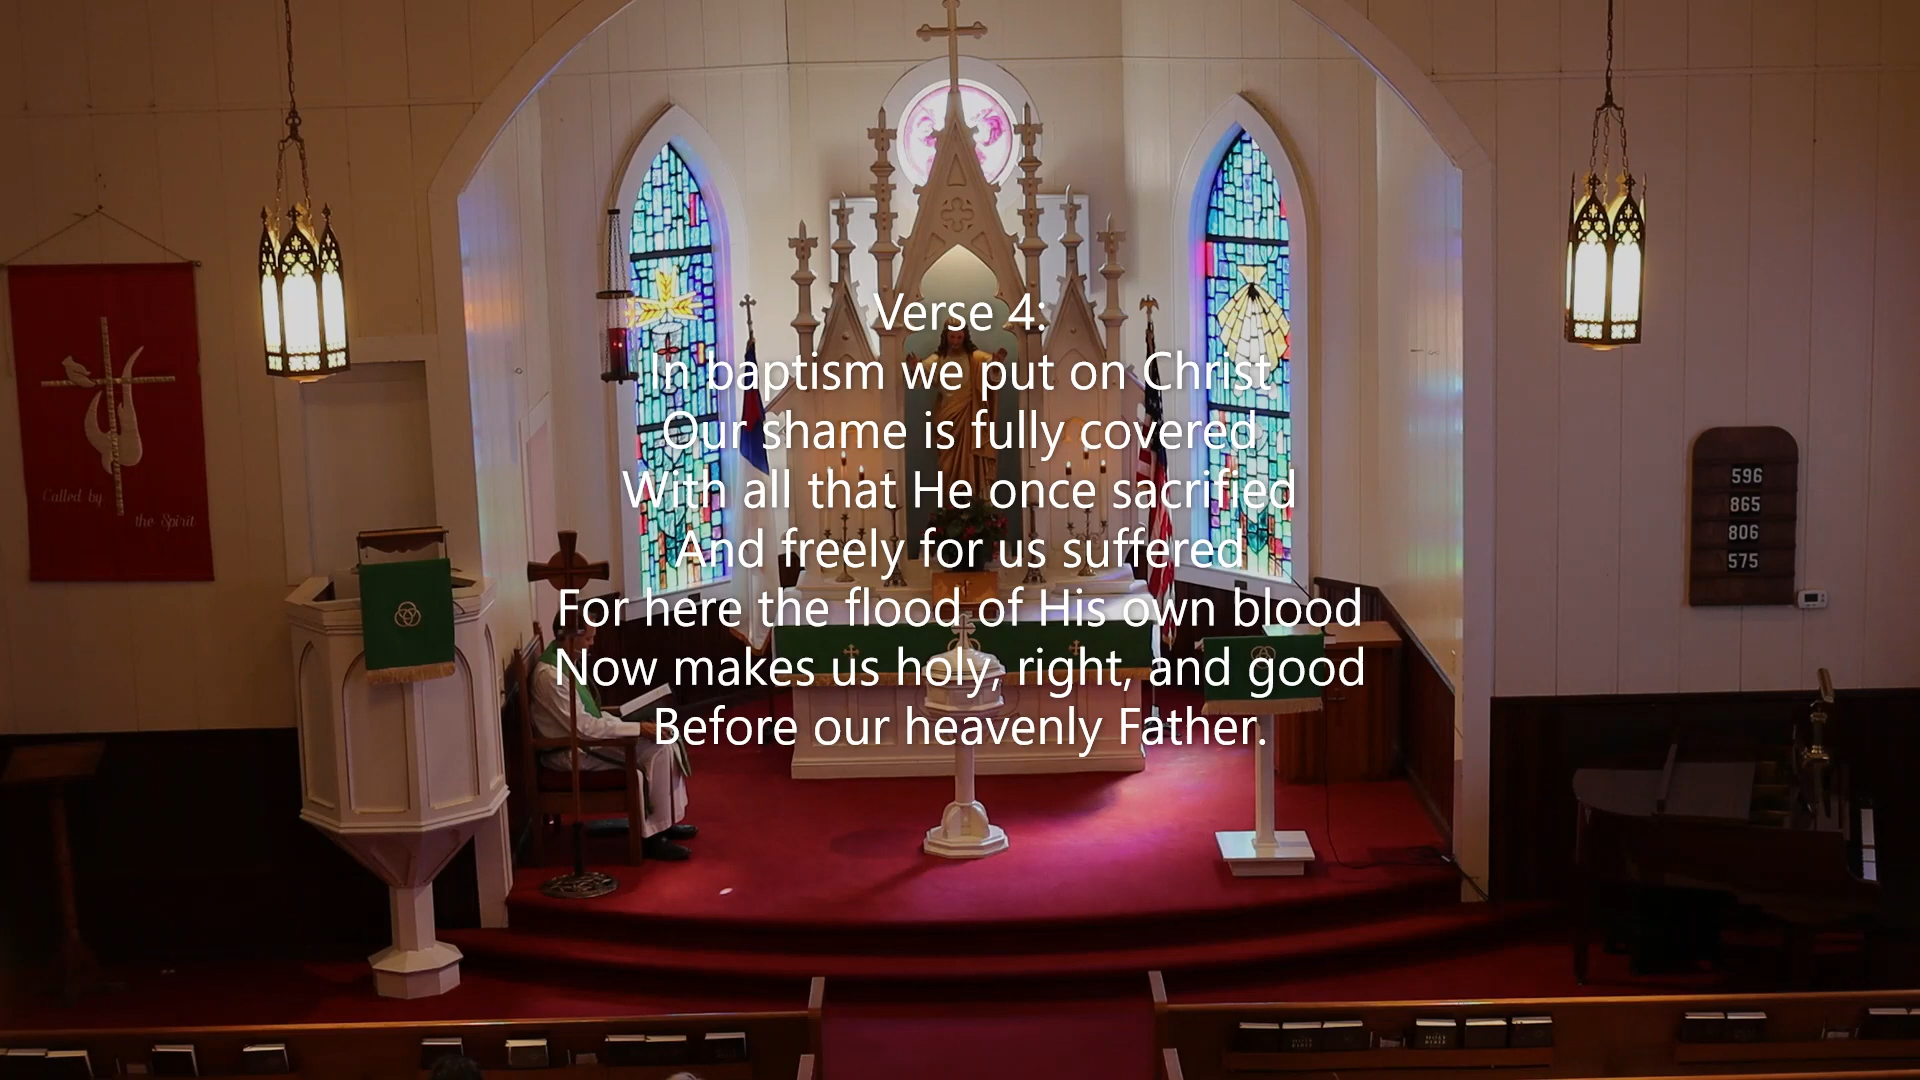 Verse 4:
In baptism we put on Christ
Our shame is fully covered
With all that He once sacrified
And freely for us suffered
For here the flood of His own blood
Now makes us holy, right, and good
Before our heavenly Father.
Called by
the Spirit
596
865
806
575
HOLY BIBLE